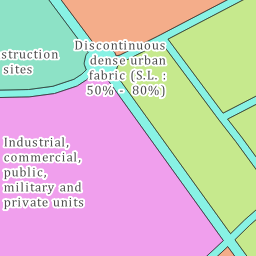 struction
sites
Discontinuous
dense urban
fabric (S.L. :
50% - 80%)
Industrial,
commercial,
public,
military and
private units